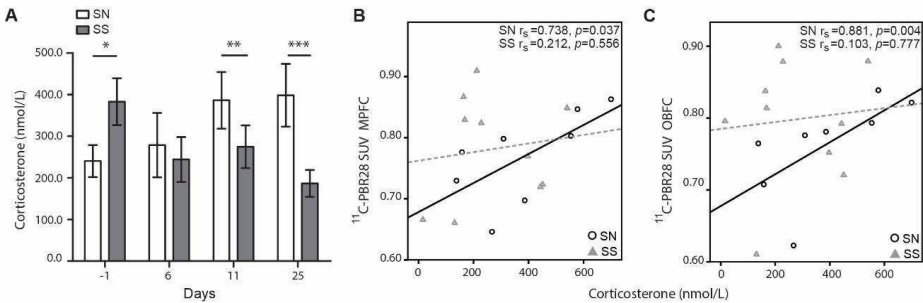 A
□ SN ■ SS
500.0
400.0
300.0
200.0
100.0
0.0
Corticosterone (nmol/L)
*
**
***
-1
6
11
25
Days
B
SN rs=0.738, p=0.037
SS rs=0.212, p=0.556
0.90
0.80
0.70
0.60
¹¹C-PBR28 SUV MPFC
SN
SS
0
200
400
600
C
SN rs=0.881, p=0.004
SS rs=0.103, p=0.777
0.90
0.80
0.70
0.60
¹¹C-PBR28 SUV OBFC
SN
SS
0
200
400
600
Corticosterone (nmol/L)